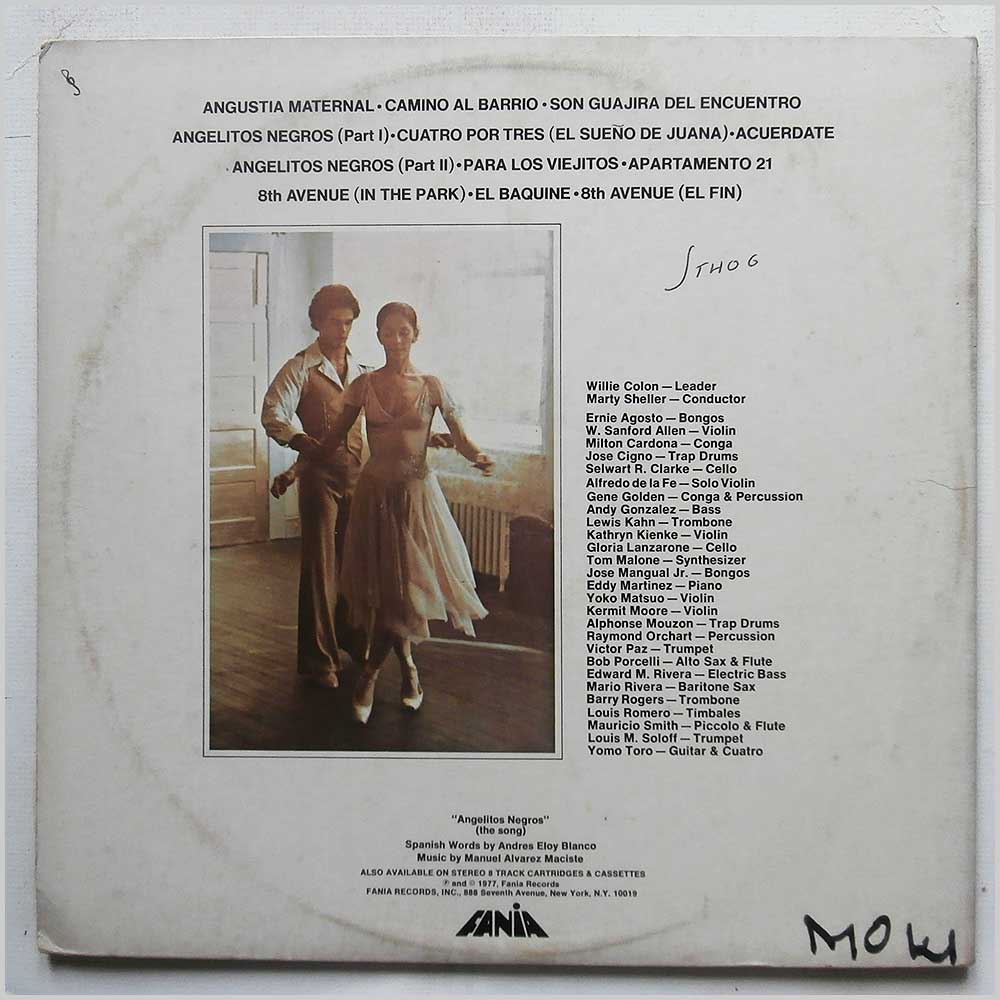 ANGUSTIA MATERNAL • CAMINO AL BARRIO • SON GUAJIRA DEL ENCUENTRO
ANGELITOS NEGROS (Part I) • CUATRO POR TRES (EL SUEÑO DE JUANA) • ACUERDATE
ANGELITOS NEGROS (Part II) • PARA LOS VIEJITOS • APARTAMENTO 21
8th AVENUE (IN THE PARK) • EL BAQUINE • 8th AVENUE (EL FIN)
Willie Colon — Leader
Marty Sheller — Conductor
Ernie Agosto — Bongos
W. Sanford Allen — Violin
Milton Cardona — Conga
Jose Cigno — Trap Drums
Selwart R. Clarke — Cello
Alfredo de la Fe — Solo Violin
Gene Golden — Conga & Percussion
Andy Gonzalez — Bass
Lewis Kahn — Trombone
Kathryn Kienke — Violin
Gloria Lanzarone — Cello
Tom Malone — Synthesizer
Jose Mangual Jr. — Bongos
Eddy Martinez — Piano
Yoko Matsuo — Violin
Kermit Moore — Violin
Alphonse Mouzon — Trap Drums
Raymond Orchart — Percussion
Victor Paz — Trumpet
Bob Porcelli — Alto Sax & Flute
Edward M. Rivera — Electric Bass
Mario Rivera — Baritone Sax
Barry Rogers — Trombone
Louis Romero — Timbales
Mauricio Smith — Piccolo & Flute
Louis M. Soloff — Trumpet
Yomo Toro — Guitar & Cuatro
"Angelitos Negros"
(the song)
Spanish Words by Andres Eloy Blanco
Music by Manuel Alvarez Maciste
ALSO AVAILABLE ON STEREO 8 TRACK CARTRIDGES & CASSETTES
℗ and © 1977, Fania Records
FANIA RECORDS, INC., 888 Seventh Avenue, New York, N.Y. 10019
FANIA